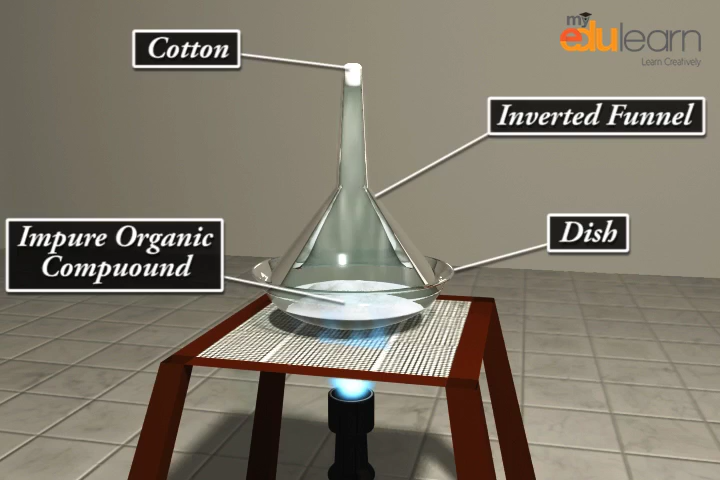 Cotton
my
edulearn
Learn Creatively
Inverted Funnel
Impure Organic
Compuound
Dish